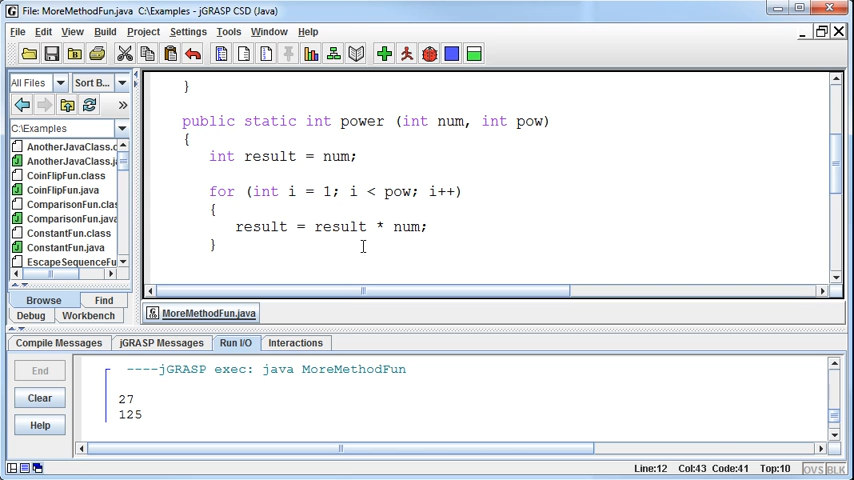 File: MoreMethodFun.java C:\Examples - jGRASP CSD (Java)
File Edit View Build Project Settings Tools Window Help
All Files Sort B...
C:\Examples
AnotherJavaClass.c
AnotherJavaClass.ja
CoinFlipFun.class
CoinFlipFun.java
ComparisonFun.clas
ComparisonFun.java
ConstantFun.class
ConstantFun.java
EscapeSequenceFu
Browse Find
Debug Workbench
}
public static int power (int num, int pow)
{
int result = num;
for (int i = 1; i < pow; i++)
{
result = result * num;
}
MoreMethodFun.java
Compile Messages jGRASP Messages Run I/O Interactions
End
Clear
Help
----jGRASP exec: java MoreMethodFun
27
125
Line:12 Col:43 Code:41 Top:10 OVS BLK